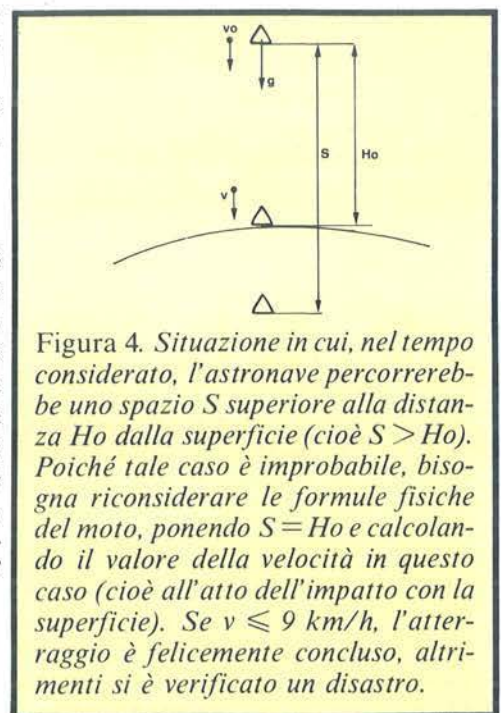 vo
g
S
Ho
v
Figura 4. Situazione in cui, nel tempo
considerato, l'astronave percorrereb-
be uno spazio S superiore alla distan-
za Ho dalla superficie (cioè S > Ho).
Poiché tale caso è improbabile, biso-
gna riconsiderare le formule fisiche
del moto, ponendo S = Ho e calcolan-
do il valore della velocità in questo
caso (cioè all'atto dell'impatto con la
superficie). Se v ⩽ 9 km/h, l'atter-
raggio è felicemente concluso, altri-
menti si è verificato un disastro.